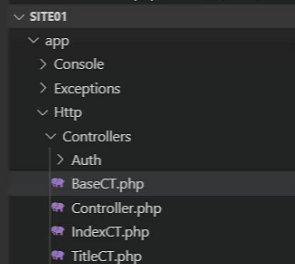 SITE01
app
Console
Exceptions
Http
Controllers
Auth
BaseCT.php
Controller.php
IndexCT.php
TitleCT.php